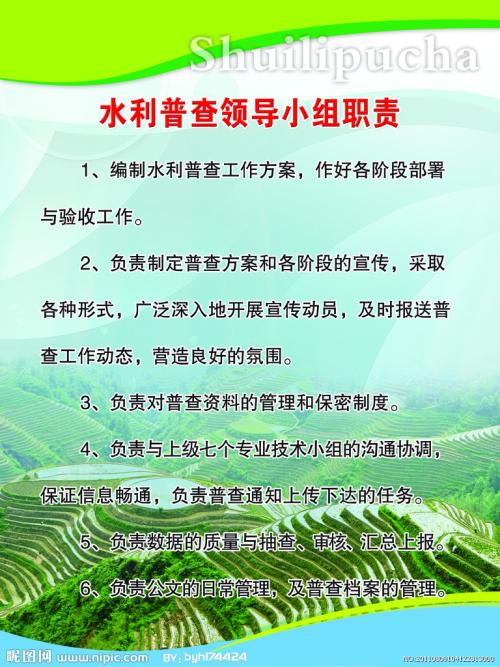 Shuilipucha
水利普查领导小组职责
1、编制水利普查工作方案，作好各阶段部署
与验收工作。
2、负责制定普查方案和各阶段的宣传，采取
各种形式，广泛深入地开展宣传动员，及时报送普
查工作动态，营造良好的氛围。
3、负责对普查资料的管理和保密制度。
4、负责与上级七个专业技术小组的沟通协调，
保证信息畅通，负责普查通知上传下达的任务。
5、负责数据的质量与抽查、审核、汇总上报。
6、负责公文的日常管理，及普查档案的管理。
昵图网
www.nipic.com BY: byh174424